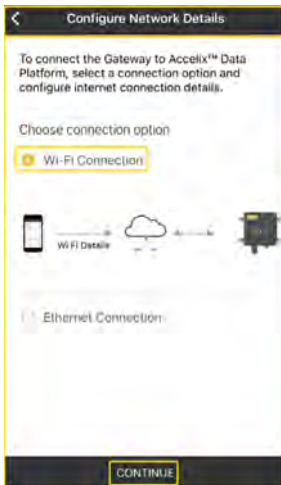 Configure Network Details
To connect the Gateway to Accelix™ Data
Platform, select a connection option and
configure internet connection details.
Choose connection option
Wi-Fi Connection
Wi Fi Details
Ethernet Connection
CONTINUE